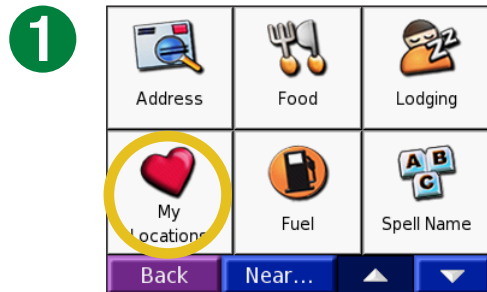 1
Address Food Lodging
A B C
My Locations Fuel Spell Name
Back Near...